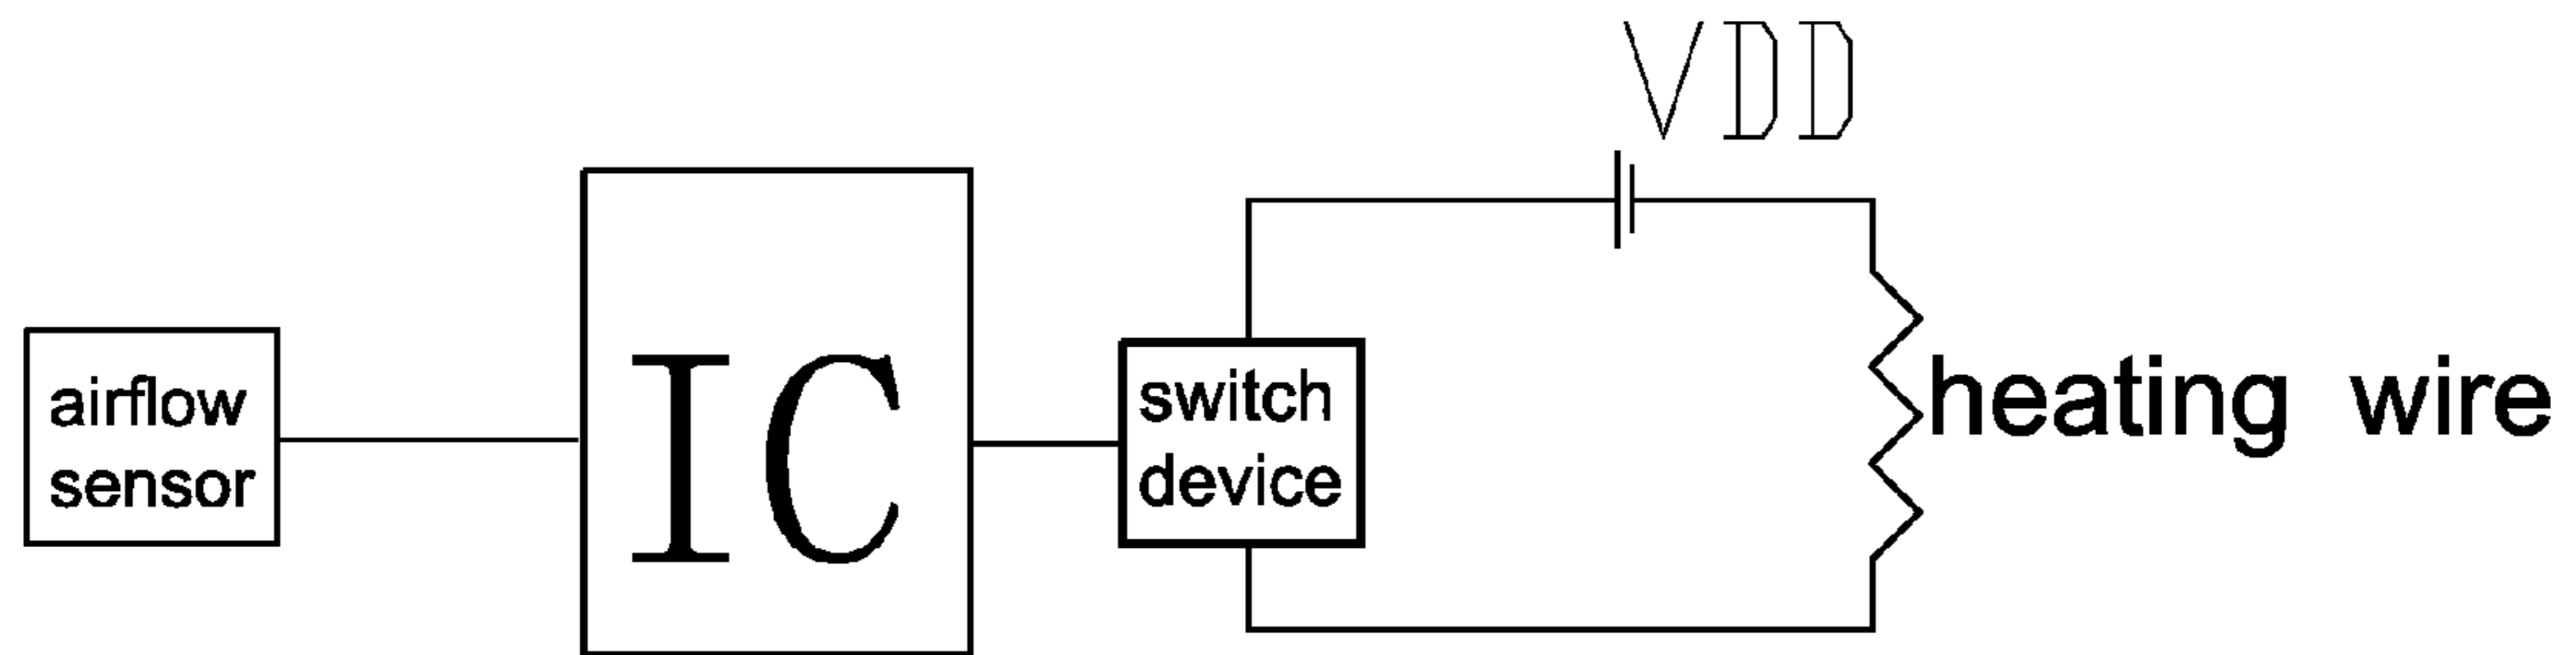 VDD
airflow
sensor
IC
switch
device
heating wire